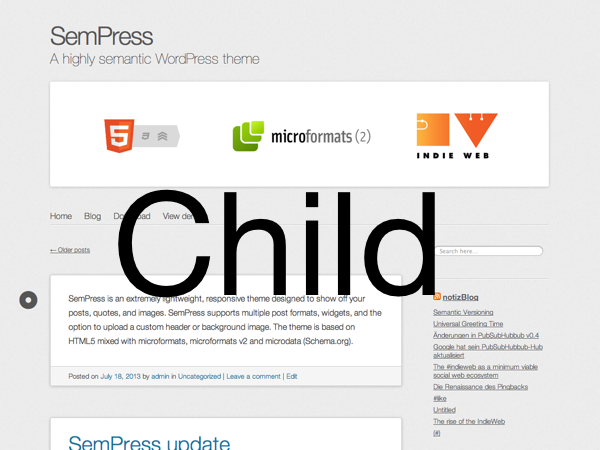 SemPress
A highly semantic WordPress theme
5
microformats (2)
INDIE WEB
Home Blog Download View demo
Child
← Older posts
Search here...
SemPress is an extremely lightweight, responsive theme designed to show off your
posts, quotes, and images. SemPress supports multiple post formats, widgets, and the
option to upload a custom header or background image. The theme is based on
HTML5 mixed with microformats, microformats v2 and microdata (Schema.org).
Posted on July 18, 2013 by admin in Uncategorized | Leave a comment | Edit
SemPress update
notizBlog
Semantic Versioning
Universal Greeting Time
Änderungen in PubSubHubbub v0.4
Google hat sein PubSubHubbub-Hub
aktualisiert
The #indieweb as a minimum viable
social web ecosystem
Die Renaissance des Pingbacks
#like
Untitled
The rise of the IndieWeb
(#)